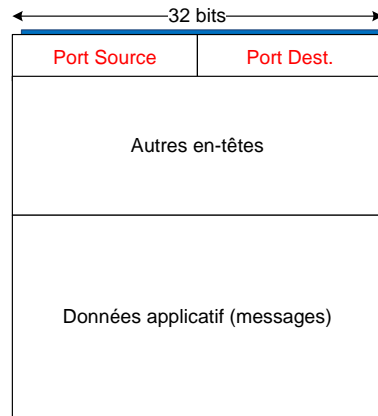 32 bits
Port Source
Port Dest.
Autres en-têtes
Données applicatif (messages)